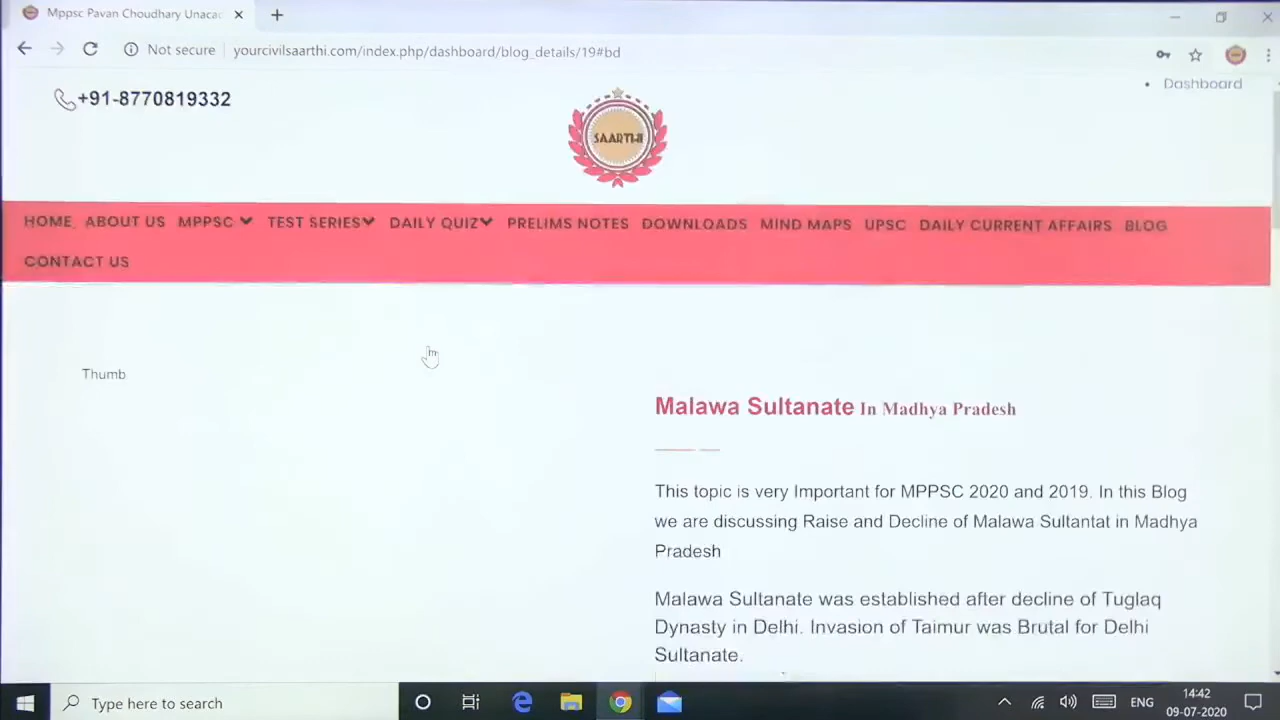 Mppsc Pavan Choudhary Unacad
Not secure
yourcivilsaarthi.com/index.php/dashboard/blog_details/19#bd
+91-8770819332
SAARTHI
Dashboard
HOME ABOUT US MPPSC TEST SERIES DAILY QUIZ PRELIMS NOTES DOWNLOADS MIND MAPS UPSC DAILY CURRENT AFFAIRS BLOG
CONTACT US
Thumb
Malawa Sultanate In Madhya Pradesh
This topic is very Important for MPPSC 2020 and 2019. In this Blog
we are discussing Raise and Decline of Malawa Sultantat in Madhya
Pradesh
Malawa Sultanate was established after decline of Tuglaq
Dynasty in Delhi. Invasion of Taimur was Brutal for Delhi
Sultanate.
Type here to search
ENG
14:42
09-07-2020